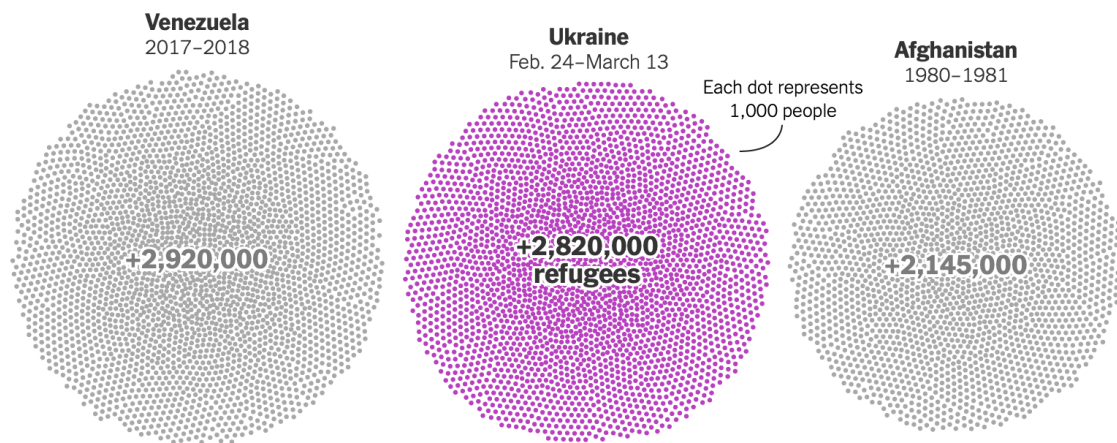 Venezuela
2017–2018
+2,920,000
Ukraine
Feb. 24–March 13
+2,820,000
refugees
Each dot represents
1,000 people
Afghanistan
1980–1981
+2,145,000